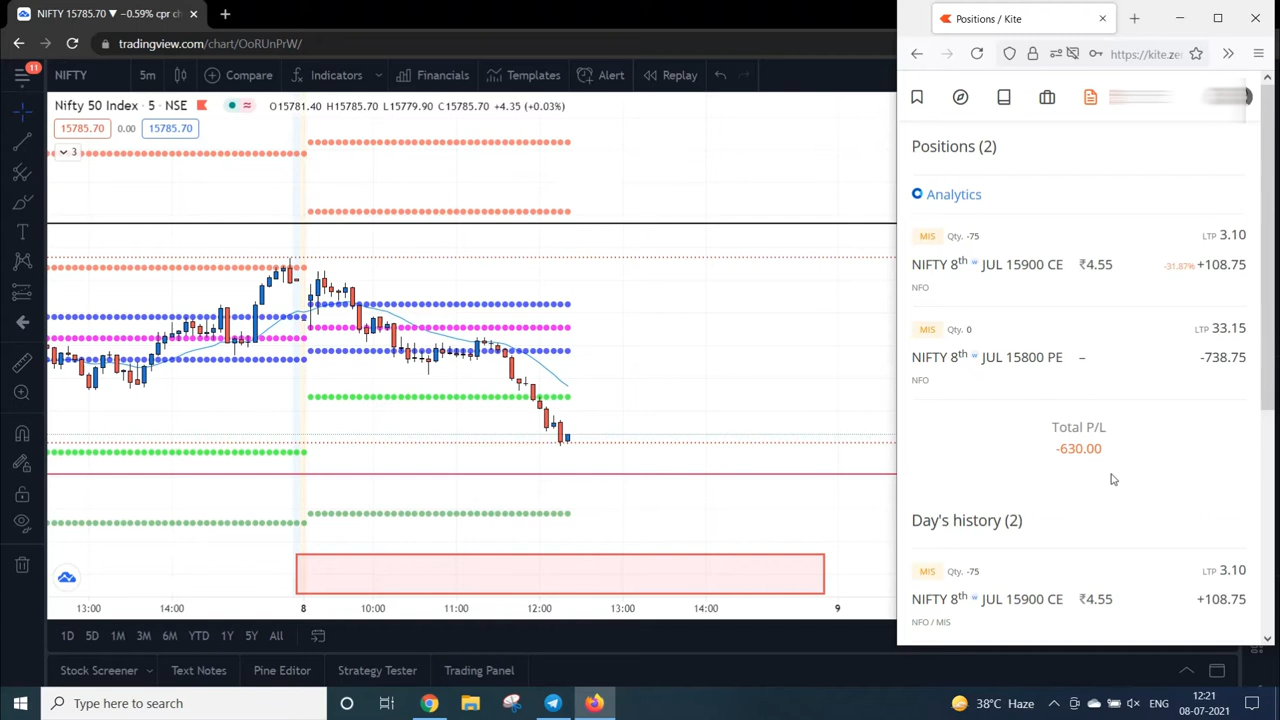 NIFTY 15785.70 ▼ −0.59% cpr c
tradingview.com/chart/OoRUnPrW/
Positions / Kite
https://kite.ze
11
NIFTY
5m
Compare
Indicators
Financials
Templates
Alert
Replay
Nifty 50 Index · 5 · NSE
O15781.40 H15785.70 L15779.90 C15785.70 +4.35 (+0.03%)
15785.70 0.00 15785.70
3
13:00 14:00 8 10:00 11:00 12:00 13:00 14:00 9
1D 5D 1M 3M 6M YTD 1Y 5Y All
Stock Screener Text Notes Pine Editor Strategy Tester Trading Panel
Positions (2)
Analytics
MIS Qty. -75 LTP 3.10
NIFTY 8th w JUL 15900 CE ₹4.55 -31.87% +108.75
NFO
MIS Qty. 0 LTP 33.15
NIFTY 8th w JUL 15800 PE – -738.75
NFO
Total P/L
-630.00
Day's history (2)
MIS Qty. -75 LTP 3.10
NIFTY 8th w JUL 15900 CE ₹4.55 +108.75
NFO / MIS
Type here to search
38°C Haze
ENG
12:21
08-07-2021